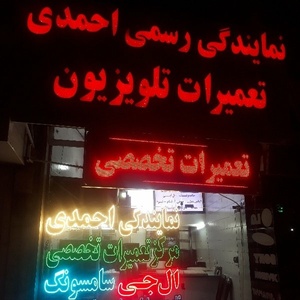 نمایندگی رسمی احمدی
تعمیرات تلویزیون
تعمیرات تخصصی
نمایندگی احمدی
مرکز تعمیرات تخصصی
ال جی سامسونگ